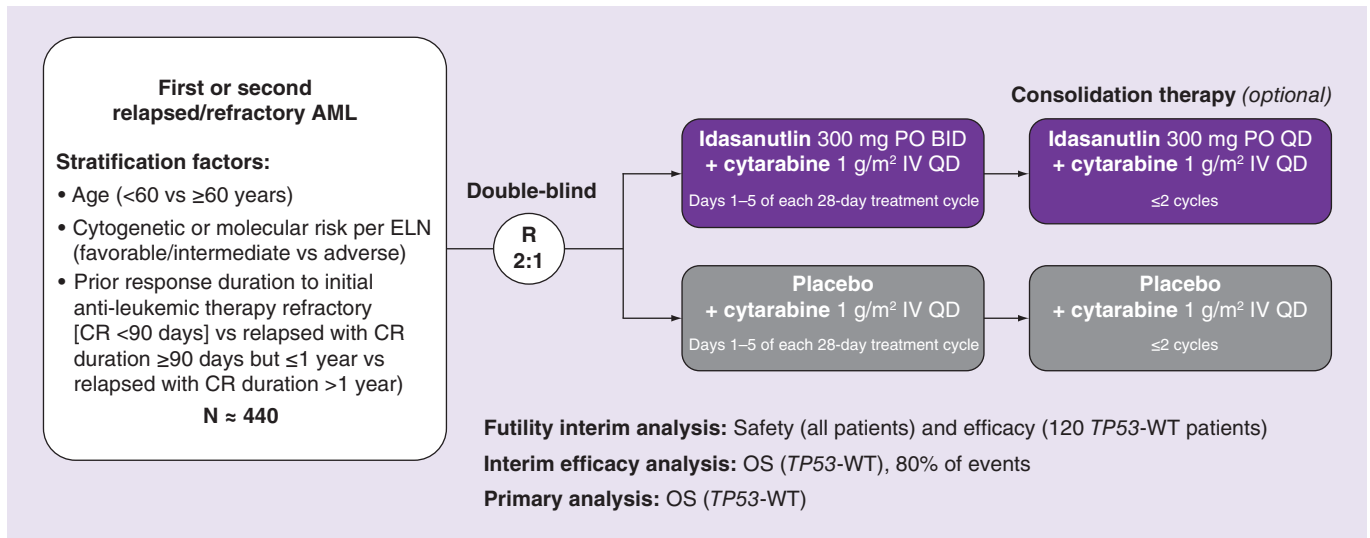 First or second
relapsed/refractory AML
Stratification factors:
• Age (<60 vs ≥60 years)
• Cytogenetic or molecular risk per ELN
(favorable/intermediate vs adverse)
• Prior response duration to initial
anti-leukemic therapy refractory
[CR <90 days] vs relapsed with CR
duration ≥90 days but ≤1 year vs
relapsed with CR duration >1 year)
N ≈ 440
Double-blind
R
2:1
Idasanutlin 300 mg PO BID
+ cytarabine 1 g/m² IV QD
Days 1–5 of each 28-day treatment cycle
Consolidation therapy (optional)
Idasanutlin 300 mg PO QD
+ cytarabine 1 g/m² IV QD
≤2 cycles
Placebo
+ cytarabine 1 g/m² IV QD
Days 1–5 of each 28-day treatment cycle
Placebo
+ cytarabine 1 g/m² IV QD
≤2 cycles
Futility interim analysis: Safety (all patients) and efficacy (120 TP53-WT patients)
Interim efficacy analysis: OS (TP53-WT), 80% of events
Primary analysis: OS (TP53-WT)